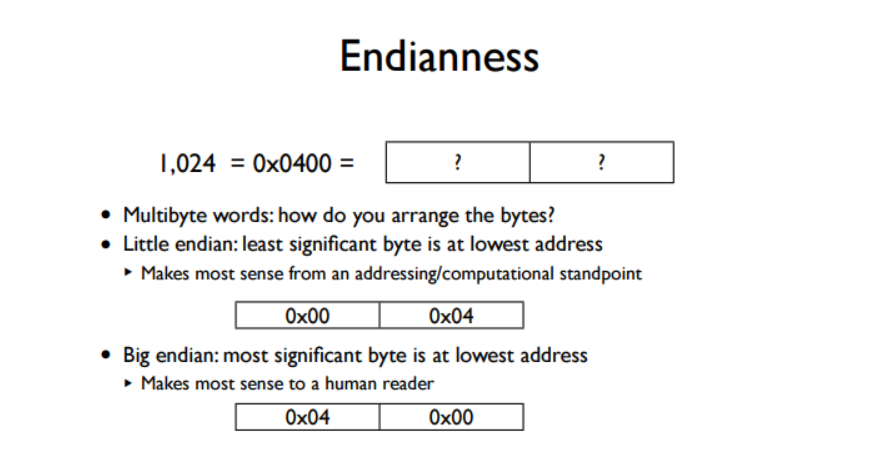 Endianness
1,024 = 0x0400 = ? ?
• Multibyte words: how do you arrange the bytes?
• Little endian: least significant byte is at lowest address
‣ Makes most sense from an addressing/computational standpoint
0x00 0x04
• Big endian: most significant byte is at lowest address
‣ Makes most sense to a human reader
0x04 0x00